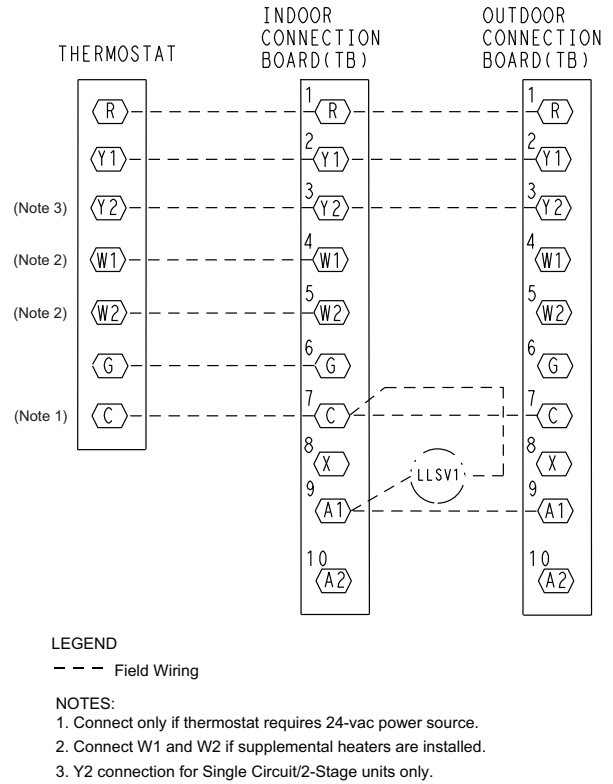 THERMOSTAT
INDOOR
CONNECTION
BOARD(TB)
OUTDOOR
CONNECTION
BOARD(TB)
R 1 R 1 R
Y1 2 Y1 2 Y1
(Note 3) Y2 3 Y2 3 Y2
(Note 2) W1 4 W1 4 W1
(Note 2) W2 5 W2 5 W2
G 6 G 6 G
(Note 1) C 7 C 7 C
8 X LLSV1 8 X
9 A1 9 A1
10 A2 10 A2
LEGEND
Field Wiring
NOTES:
1. Connect only if thermostat requires 24-vac power source.
2. Connect W1 and W2 if supplemental heaters are installed.
3. Y2 connection for Single Circuit/2-Stage units only.